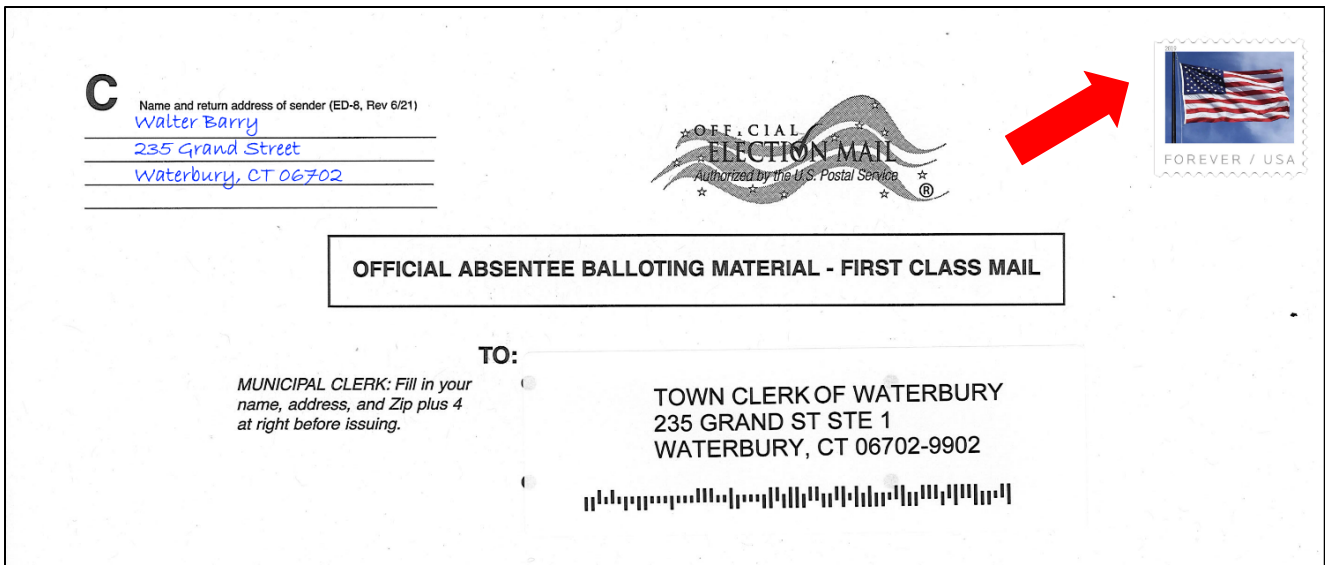 C
Name and return address of sender (ED-8, Rev 6/21)
Walter Barry
235 Grand Street
Waterbury, CT 06702
OFFICIAL
ELECTION MAIL
Authorized by the U.S. Postal Service
®
2019
FOREVER / USA
OFFICIAL ABSENTEE BALLOTING MATERIAL - FIRST CLASS MAIL
TO:
MUNICIPAL CLERK: Fill in your
name, address, and Zip plus 4
at right before issuing.
TOWN CLERK OF WATERBURY
235 GRAND ST STE 1
WATERBURY, CT 06702-9902